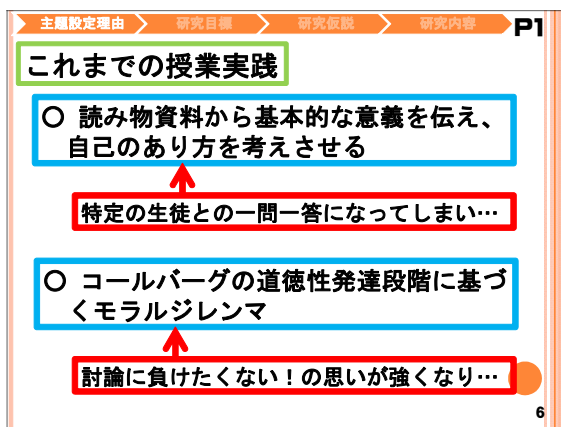 主題設定理由 研究目標 研究仮説 研究内容 P1
これまでの授業実践
○ 読み物資料から基本的な意義を伝え、
自己のあり方を考えさせる
特定の生徒との一問一答になってしまい…
○ コールバーグの道徳性発達段階に基づ
くモラルジレンマ
討論に負けたくない！の思いが強くなり…
6